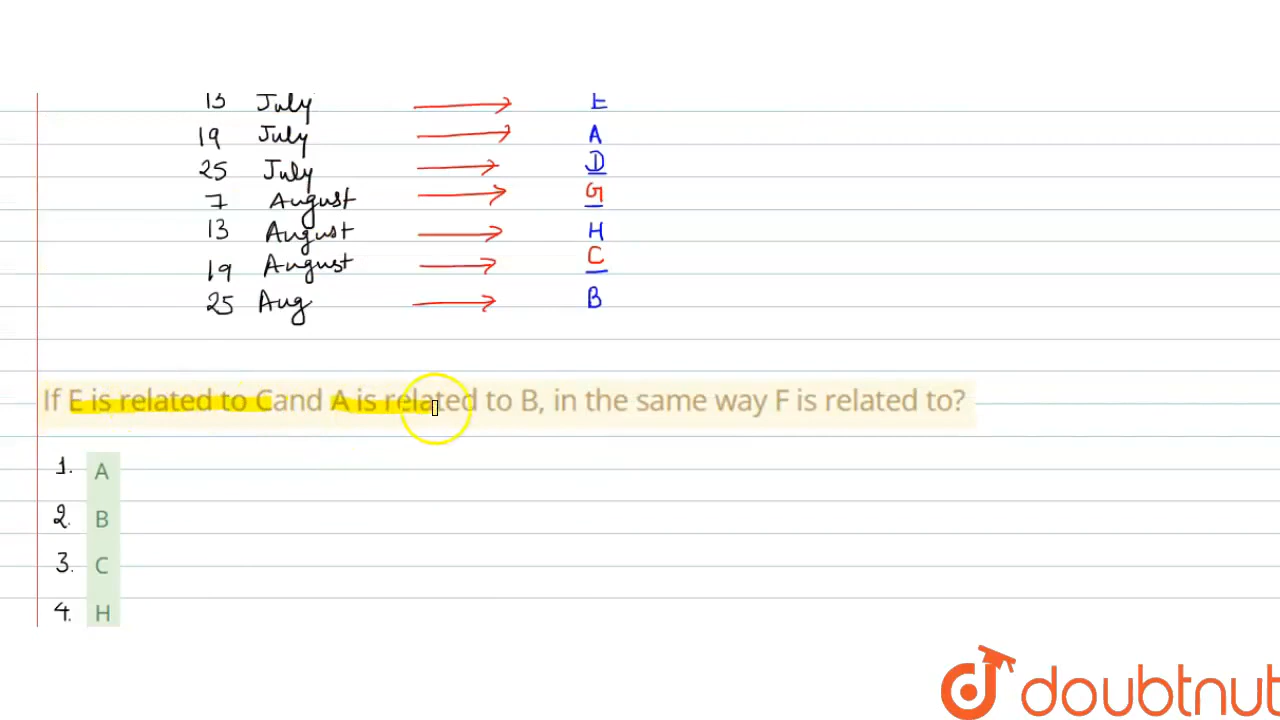 13 July E
19 July A
25 July D
7 August G
13 August H
19 August C
25 Aug B
If E is related to Cand A is related to B, in the same way F is related to?
1. A
2. B
3. C
4. H
doubtnut